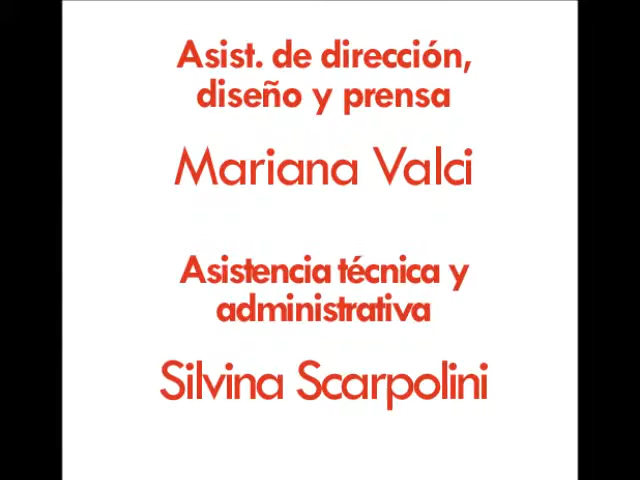 Asist. de dirección,
diseño y prensa
Mariana Valci
Asistencia técnica y
administrativa
Silvina Scarpolini